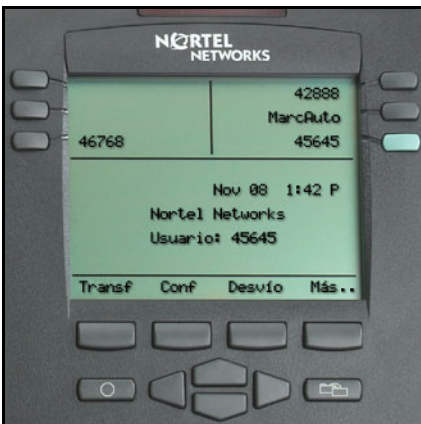 NORTEL
NETWORKS
42888
MarcAuto
46768 45645
Nov 08 1:42 P
Nortel Networks
Usuario: 45645
Transf Conf Desvío Más..